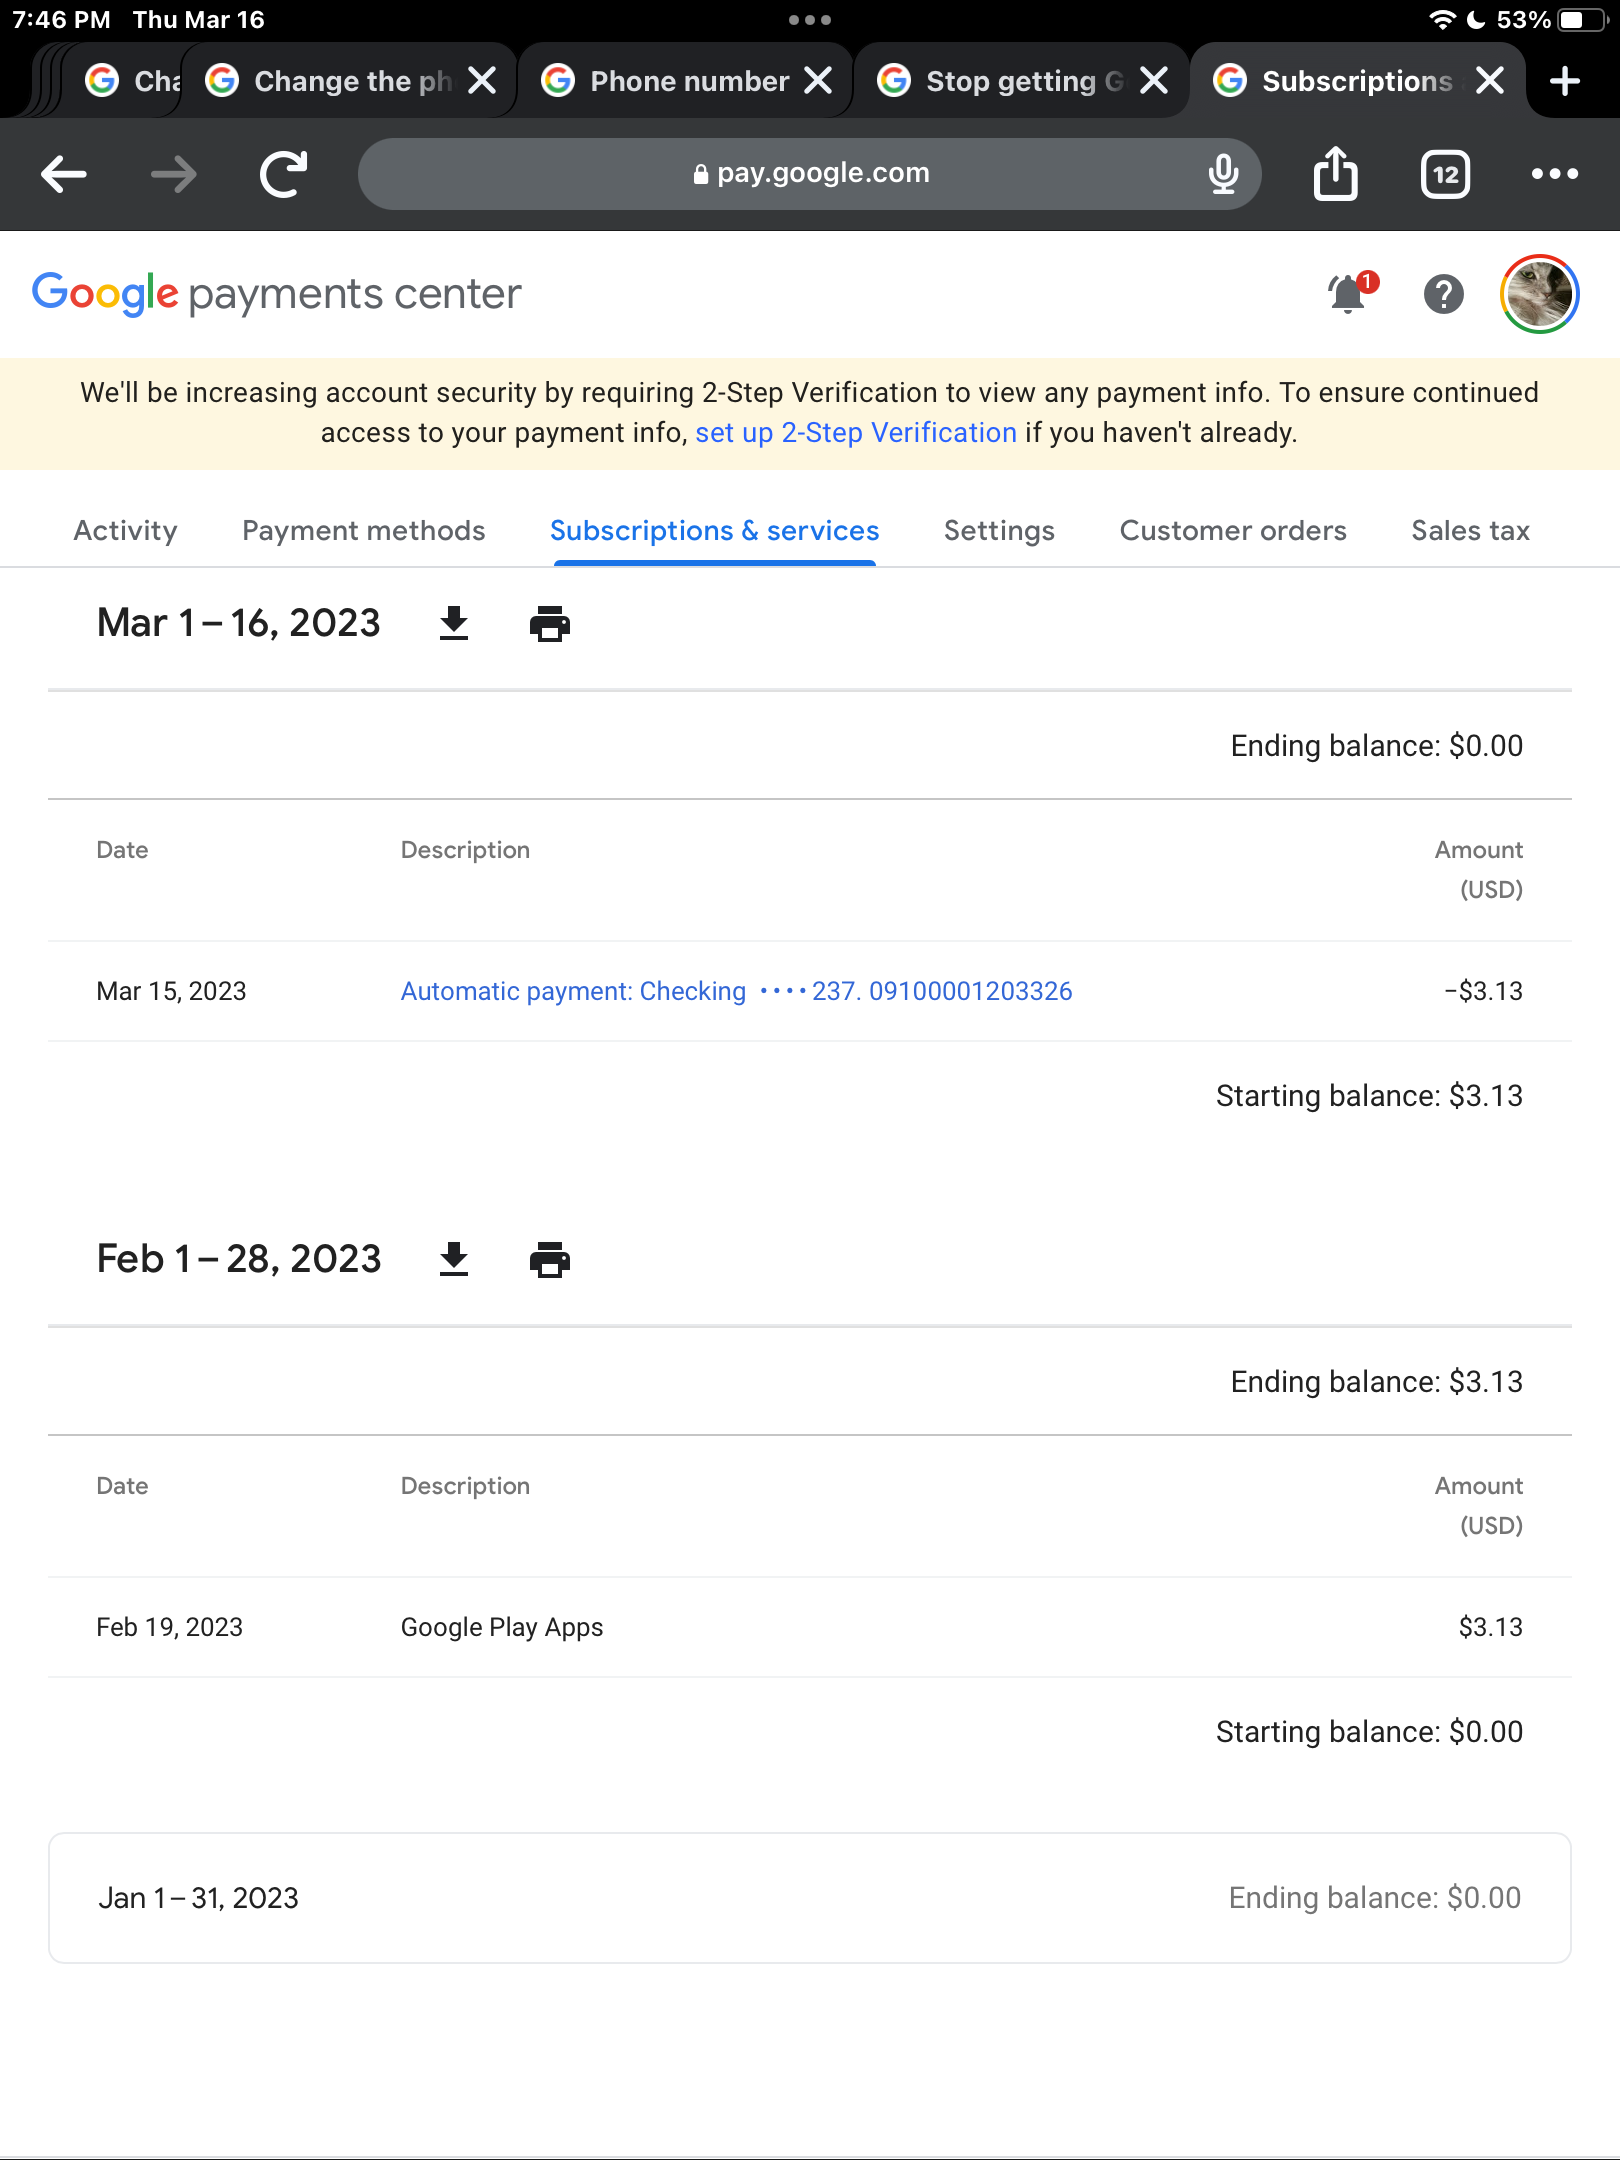 7:46 PM Thu Mar 16
53%
Cha Change the ph Phone number Stop getting G Subscriptions
pay.google.com
12
Google payments center
1
We'll be increasing account security by requiring 2-Step Verification to view any payment info. To ensure continued
access to your payment info, set up 2-Step Verification if you haven't already.
Activity Payment methods Subscriptions & services Settings Customer orders Sales tax
Mar 1 – 16, 2023
Ending balance: $0.00
Date Description Amount
(USD)
Mar 15, 2023 Automatic payment: Checking ····237. 09100001203326 −$3.13
Starting balance: $3.13
Feb 1 – 28, 2023
Ending balance: $3.13
Date Description Amount
(USD)
Feb 19, 2023 Google Play Apps $3.13
Starting balance: $0.00
Jan 1 – 31, 2023 Ending balance: $0.00